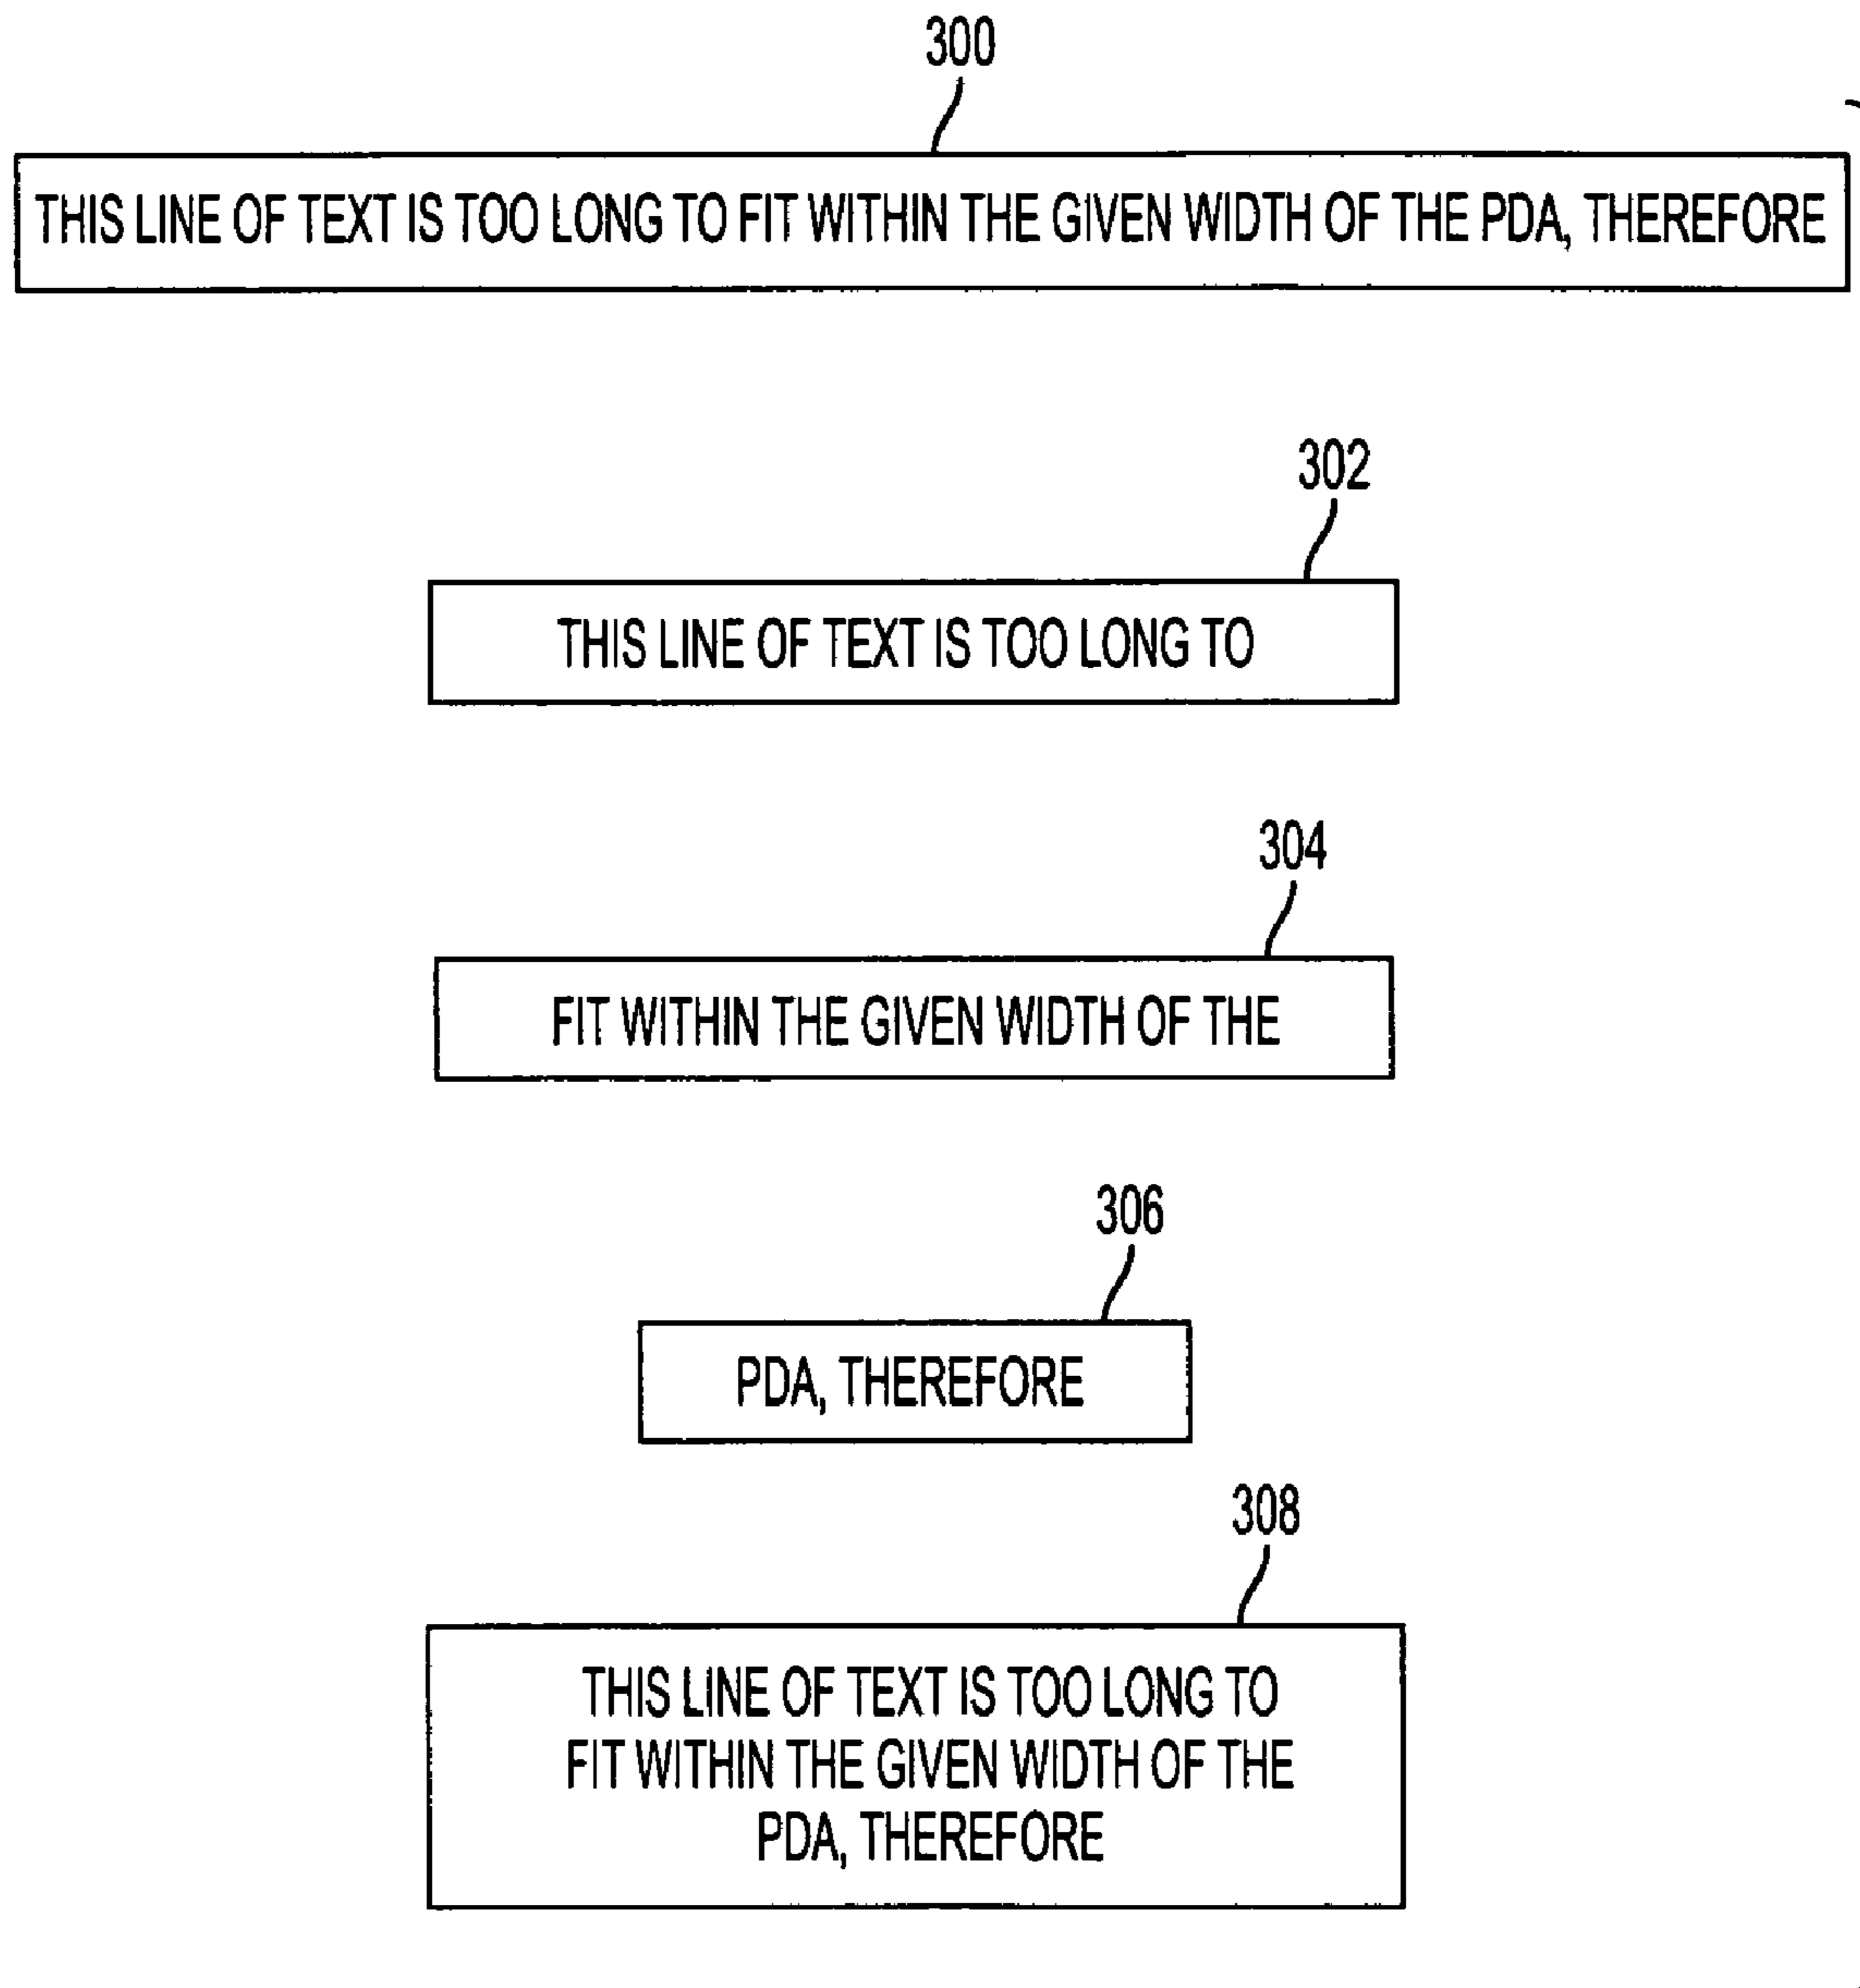 300
THIS LINE OF TEXT IS TOO LONG TO FIT WITHIN THE GIVEN WIDTH OF THE PDA, THEREFORE
302
THIS LINE OF TEXT IS TOO LONG TO
304
FIT WITHIN THE GIVEN WIDTH OF THE
306
PDA, THEREFORE
308
THIS LINE OF TEXT IS TOO LONG TO
FIT WITHIN THE GIVEN WIDTH OF THE
PDA, THEREFORE